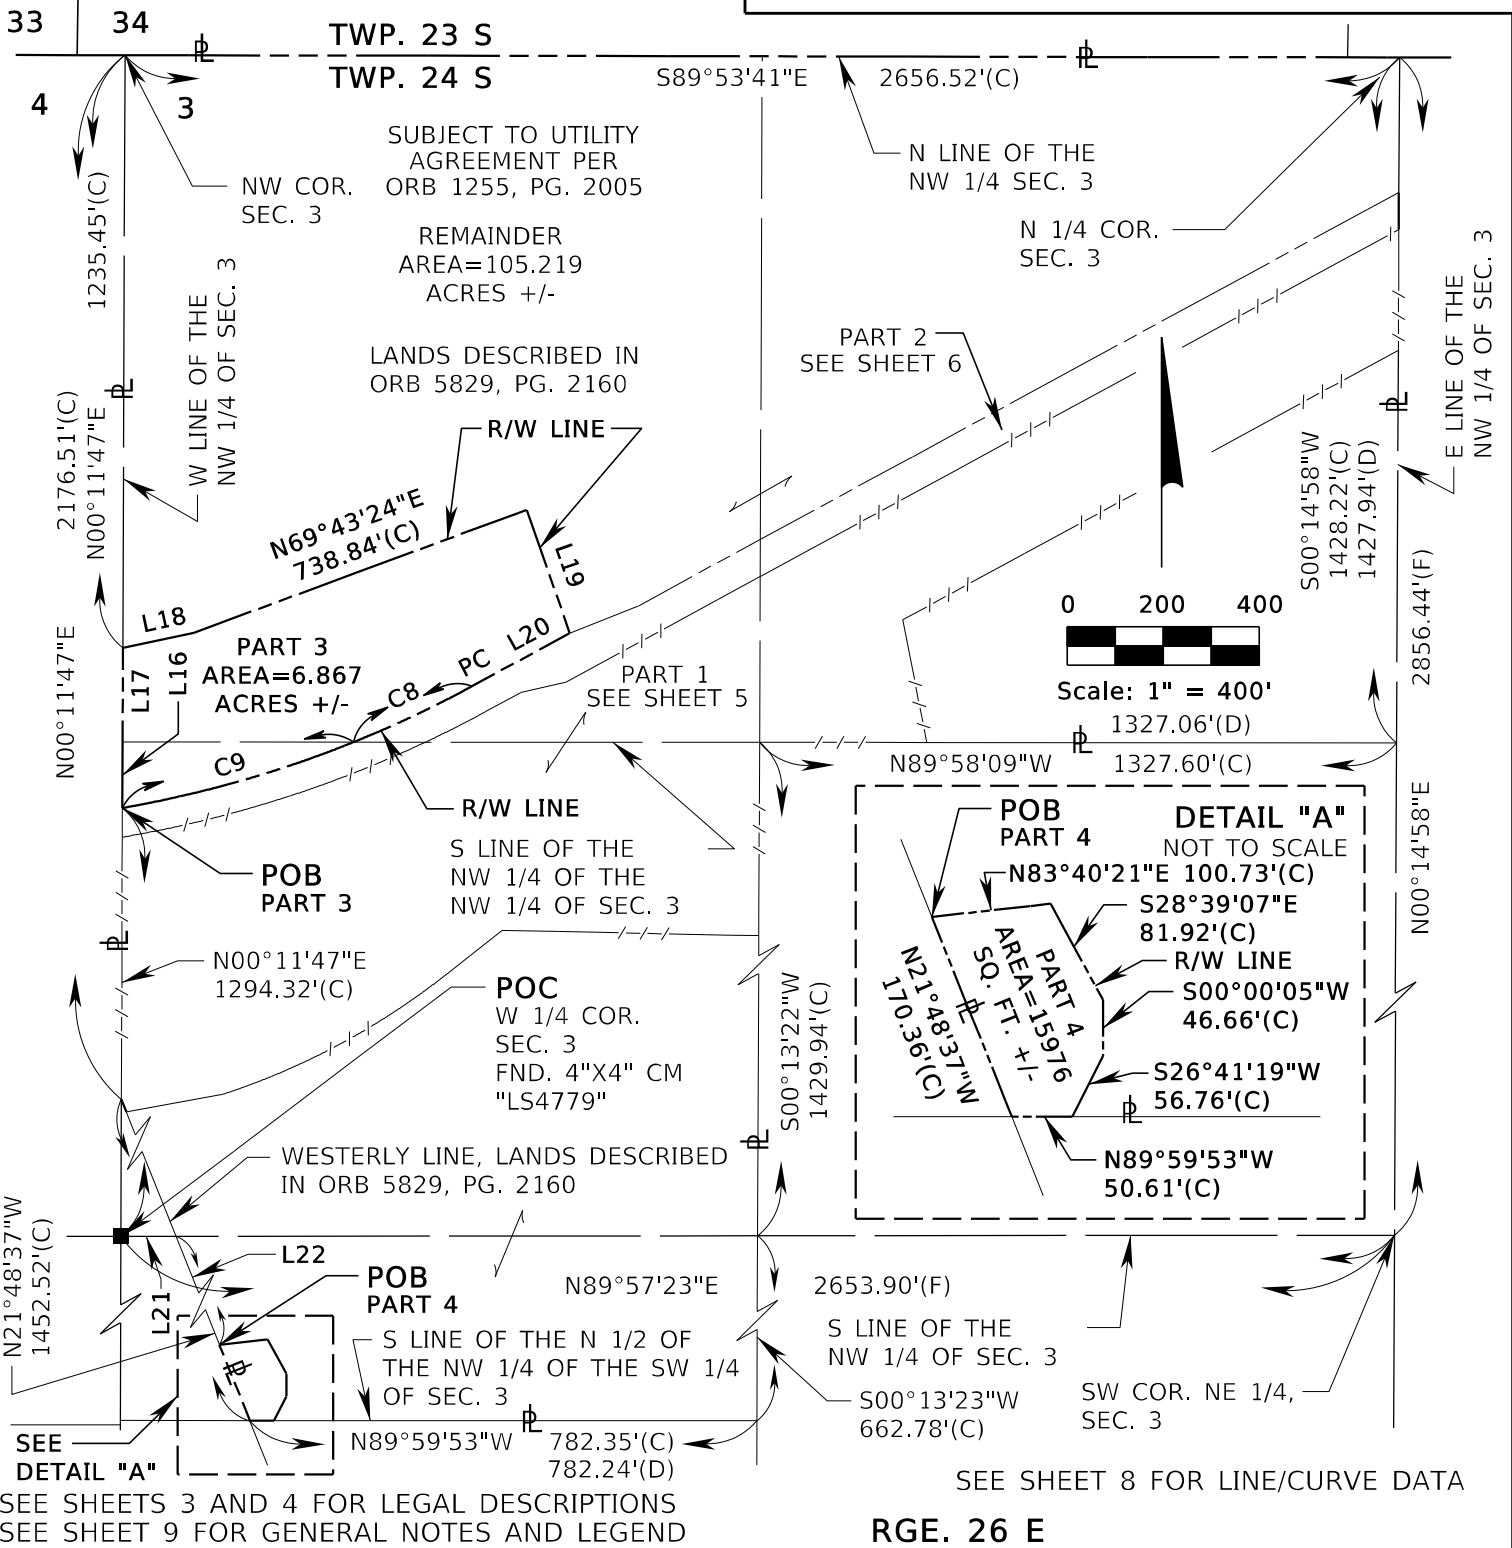 33
34
TWP. 23 S
TWP. 24 S
4
3
S89°53'41"E
2656.52'(C)
SUBJECT TO UTILITY
AGREEMENT PER
ORB 1255, PG. 2005
REMAINDER
AREA=105.219
ACRES +/-
LANDS DESCRIBED IN
ORB 5829, PG. 2160
NW COR.
SEC. 3
N LINE OF THE
NW 1/4 SEC. 3
N 1/4 COR.
SEC. 3
1235.45'(C)
W LINE OF THE
NW 1/4 OF SEC. 3
2176.51'(C)
N00°11'47"E
PART 2
SEE SHEET 6
E LINE OF THE
NW 1/4 OF SEC. 3
S00°14'58"W
1428.22'(C)
1427.94'(D)
2856.44'(F)
R/W LINE
N69°43'24"E
738.84'(C)
L19
L18
L20
PC
C8
L17
L16
PART 3
AREA=6.867
ACRES +/-
N00°11'47"E
C9
PART 1
SEE SHEET 5
0 200 400
Scale: 1" = 400'
1327.06'(D)
N89°58'09"W
1327.60'(C)
N00°14'58"E
R/W LINE
POB
PART 3
S LINE OF THE
NW 1/4 OF THE
NW 1/4 OF SEC. 3
POB
PART 4
DETAIL "A"
NOT TO SCALE
N83°40'21"E 100.73'(C)
S28°39'07"E
81.92'(C)
R/W LINE
S00°00'05"W
46.66'(C)
S26°41'19"W
56.76'(C)
N89°59'53"W
50.61'(C)
PART 4
AREA=15976
SQ. FT. +/-
N21°48'37"W
170.36'(C)
N00°11'47"E
1294.32'(C)
POC
W 1/4 COR.
SEC. 3
FND. 4"X4" CM
"LS4779"
S00°13'22"W
1429.94'(C)
WESTERLY LINE, LANDS DESCRIBED
IN ORB 5829, PG. 2160
N21°48'37"W
1452.52'(C)
L22
L21
POB
PART 4
N89°57'23"E
2653.90'(F)
S LINE OF THE N 1/2 OF
THE NW 1/4 OF THE SW 1/4
OF SEC. 3
S LINE OF THE
NW 1/4 OF SEC. 3
S00°13'23"W
662.78'(C)
SW COR. NE 1/4,
SEC. 3
N89°59'53"W
782.35'(C)
782.24'(D)
SEE
DETAIL "A"
SEE SHEET 8 FOR LINE/CURVE DATA
SEE SHEETS 3 AND 4 FOR LEGAL DESCRIPTIONS
SEE SHEET 9 FOR GENERAL NOTES AND LEGEND
RGE. 26 E